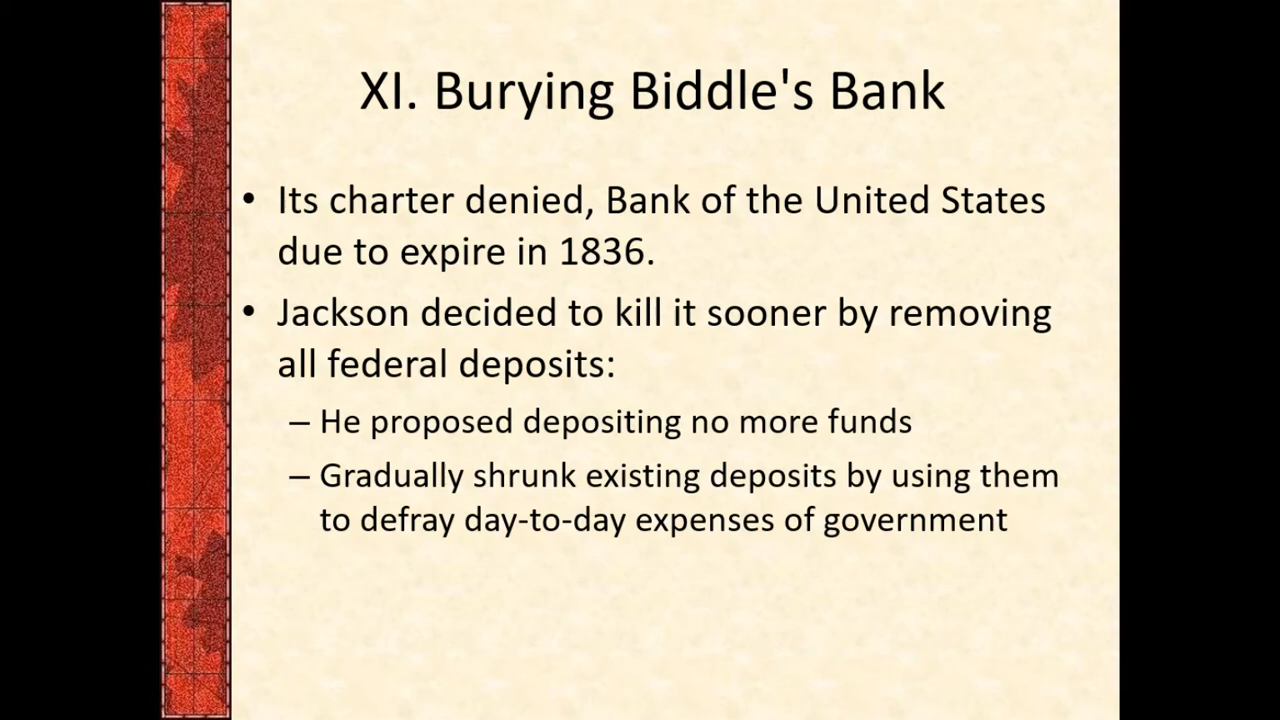 XI. Burying Biddle's Bank
• Its charter denied, Bank of the United States
due to expire in 1836.
• Jackson decided to kill it sooner by removing
all federal deposits:
– He proposed depositing no more funds
– Gradually shrunk existing deposits by using them
to defray day-to-day expenses of government